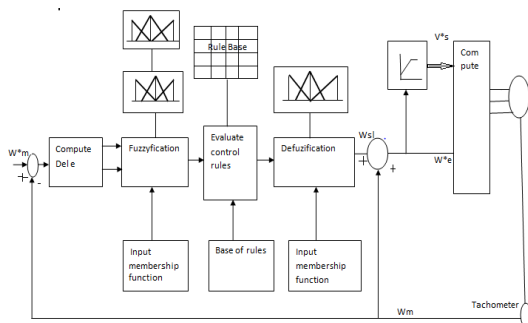 V*s
Rule Base
Com
pute
W*m
Compute
Del e
Fuzzyfication
Evaluate
control
rules
Defuzification
Wsl
W*e
Input
membership
function
Base of rules
Input
membership
function
Wm
Tachometer